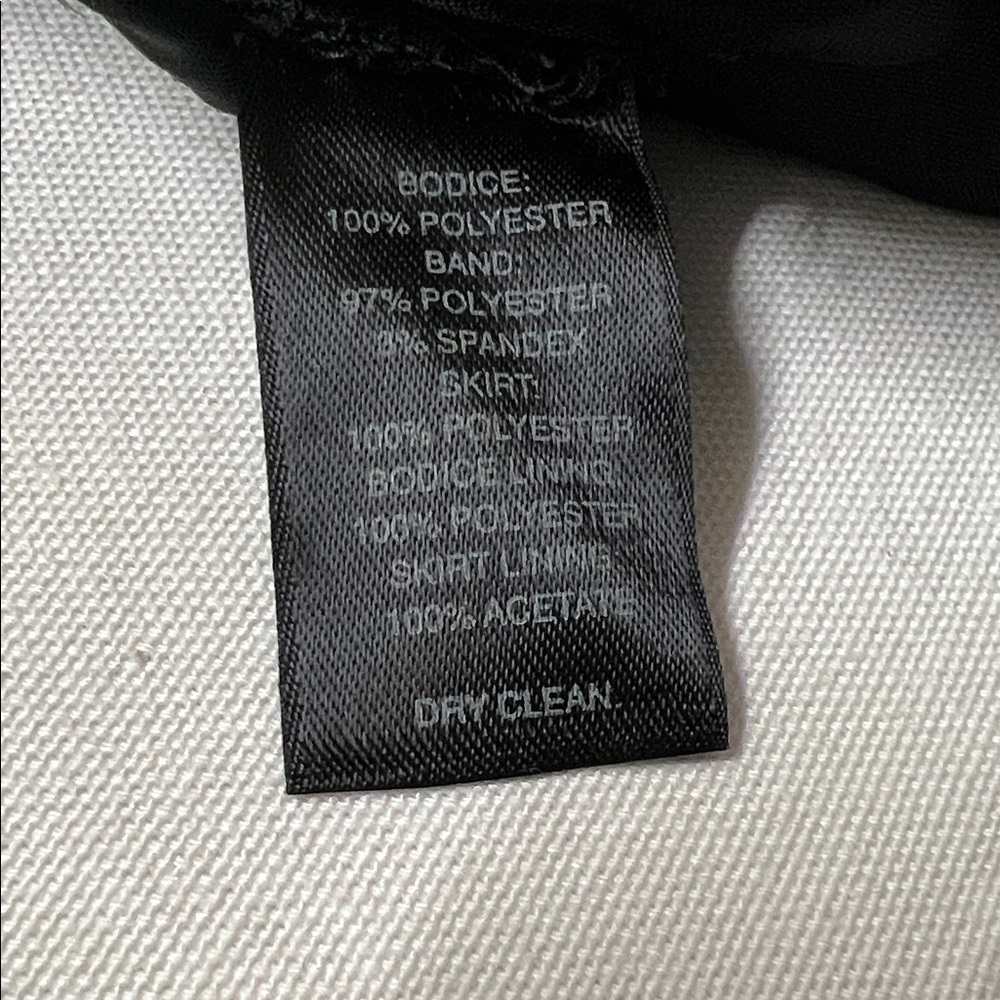 BODICE:
100% POLYESTER
BAND:
97% POLYESTER
3% SPANDEX
SKIRT:
100% POLYESTER
BODICE LINING:
100% POLYESTER
SKIRT LINING:
100% ACETATE
DRY CLEAN.